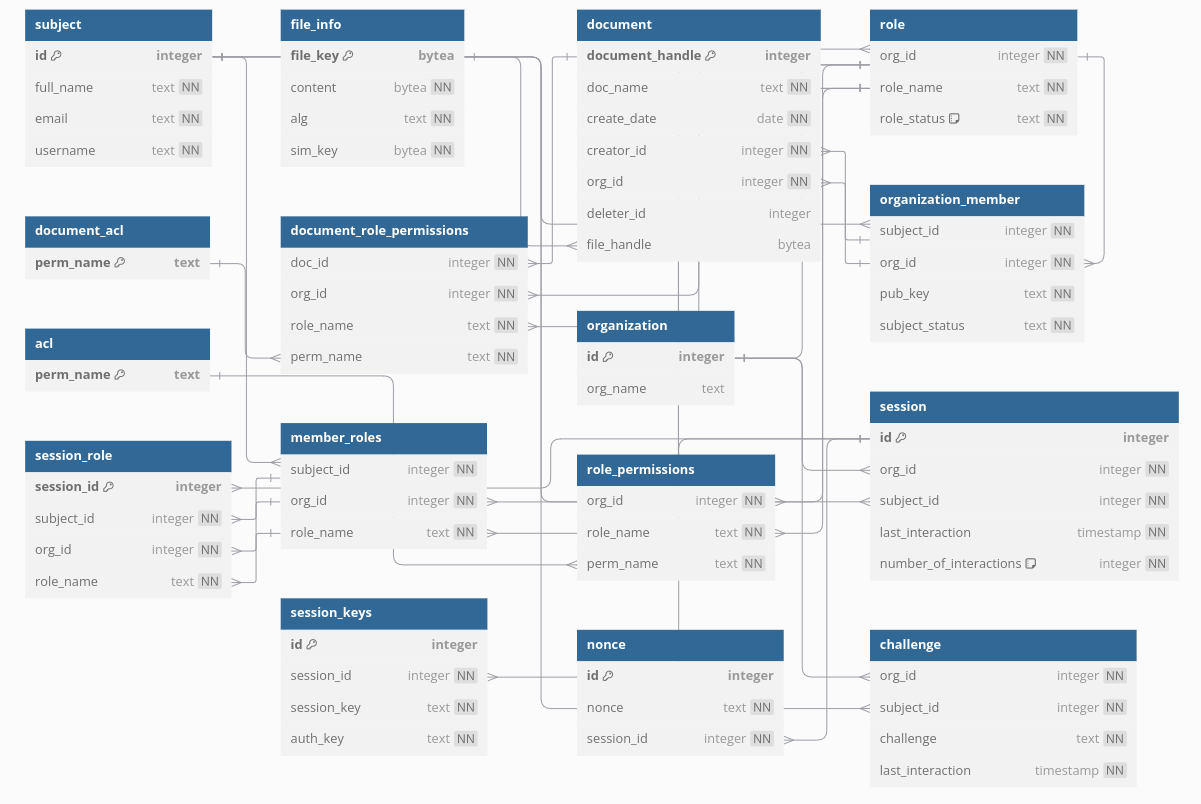 subject
id integer
full_name text NN
email text NN
username text NN
file_info
file_key bytea
content bytea NN
alg text NN
sim_key bytea NN
document
document_handle integer
doc_name text NN
create_date date NN
creator_id integer NN
org_id integer NN
deleter_id integer
file_handle bytea
role
org_id integer NN
role_name text NN
role_status text NN
organization_member
subject_id integer NN
org_id integer NN
pub_key text NN
subject_status text NN
document_acl
perm_name text
document_role_permissions
doc_id integer NN
org_id integer NN
role_name text NN
perm_name text NN
organization
id integer
org_name text
acl
perm_name text
session
id integer
org_id integer NN
subject_id integer NN
last_interaction timestamp NN
number_of_interactions integer NN
session_role
session_id integer
subject_id integer NN
org_id integer NN
role_name text NN
member_roles
subject_id integer NN
org_id integer NN
role_name text NN
role_permissions
org_id integer NN
role_name text NN
perm_name text NN
session_keys
id integer
session_id integer NN
session_key text NN
auth_key text NN
nonce
id integer
nonce text NN
session_id integer NN
challenge
org_id integer NN
subject_id integer NN
challenge text NN
last_interaction timestamp NN